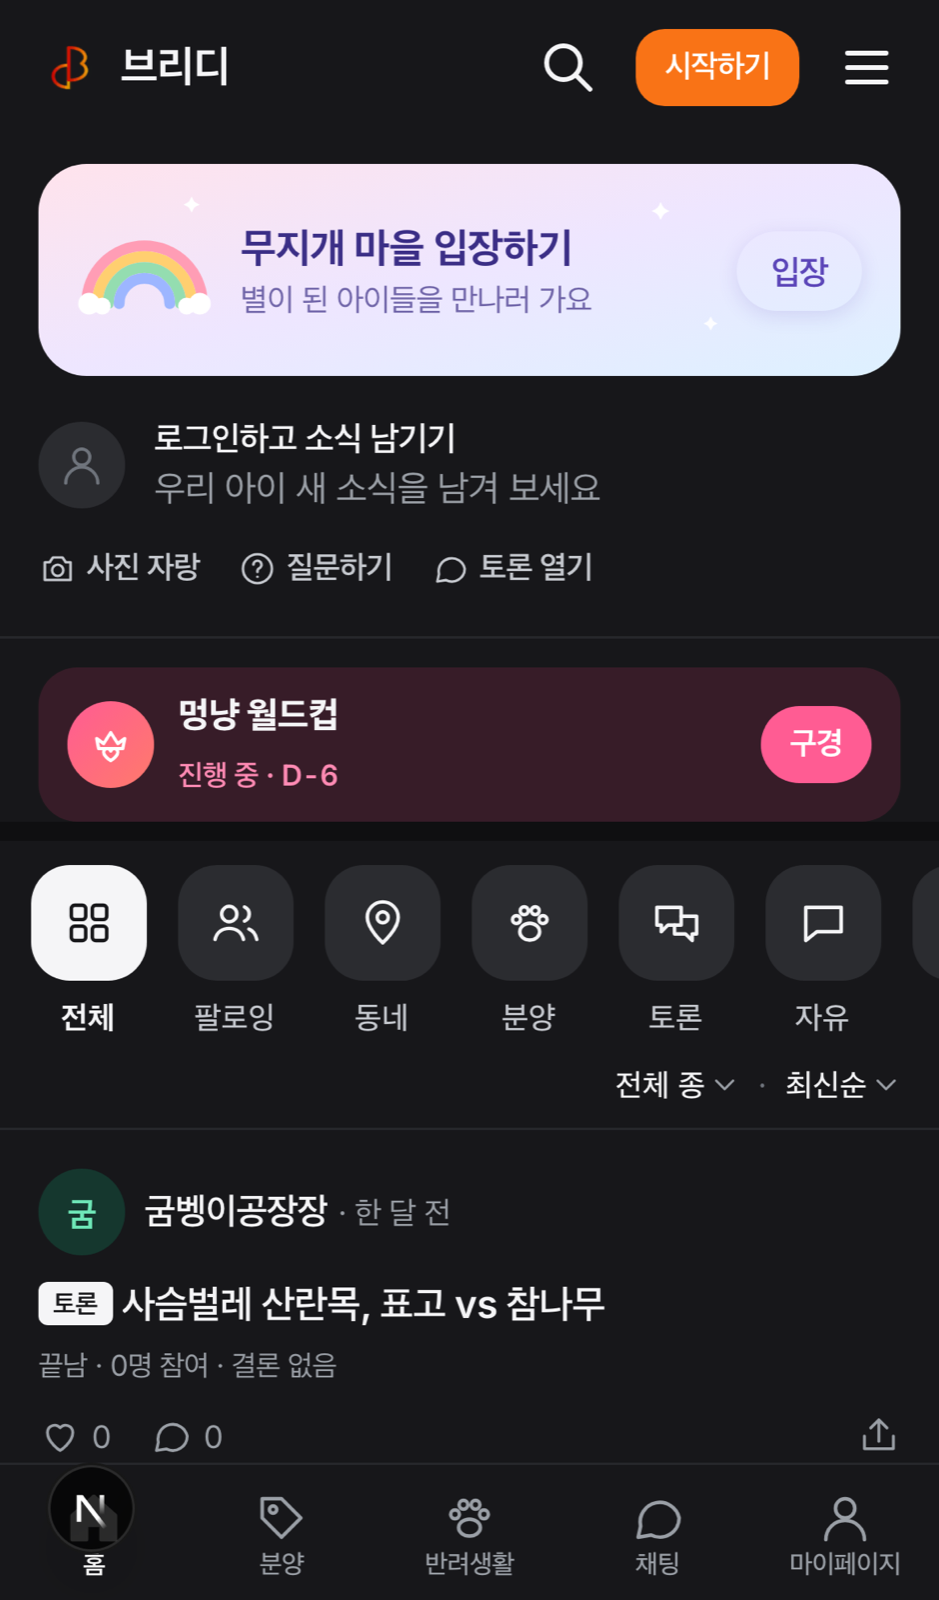 브리디
시작하기
무지개 마을 입장하기
별이 된 아이들을 만나러 가요
입장
로그인하고 소식 남기기
우리 아이 새 소식을 남겨 보세요
사진 자랑 질문하기 토론 열기
멍냥 월드컵
진행 중 · D-6
구경
전체 팔로잉 동네 분양 토론 자유
전체 종 · 최신순
굼 굼벵이공장장 · 한 달 전
토론 사슴벌레 산란목, 표고 vs 참나무
끝남 · 0명 참여 · 결론 없음
0 0
N
홈 분양 반려생활 채팅 마이페이지